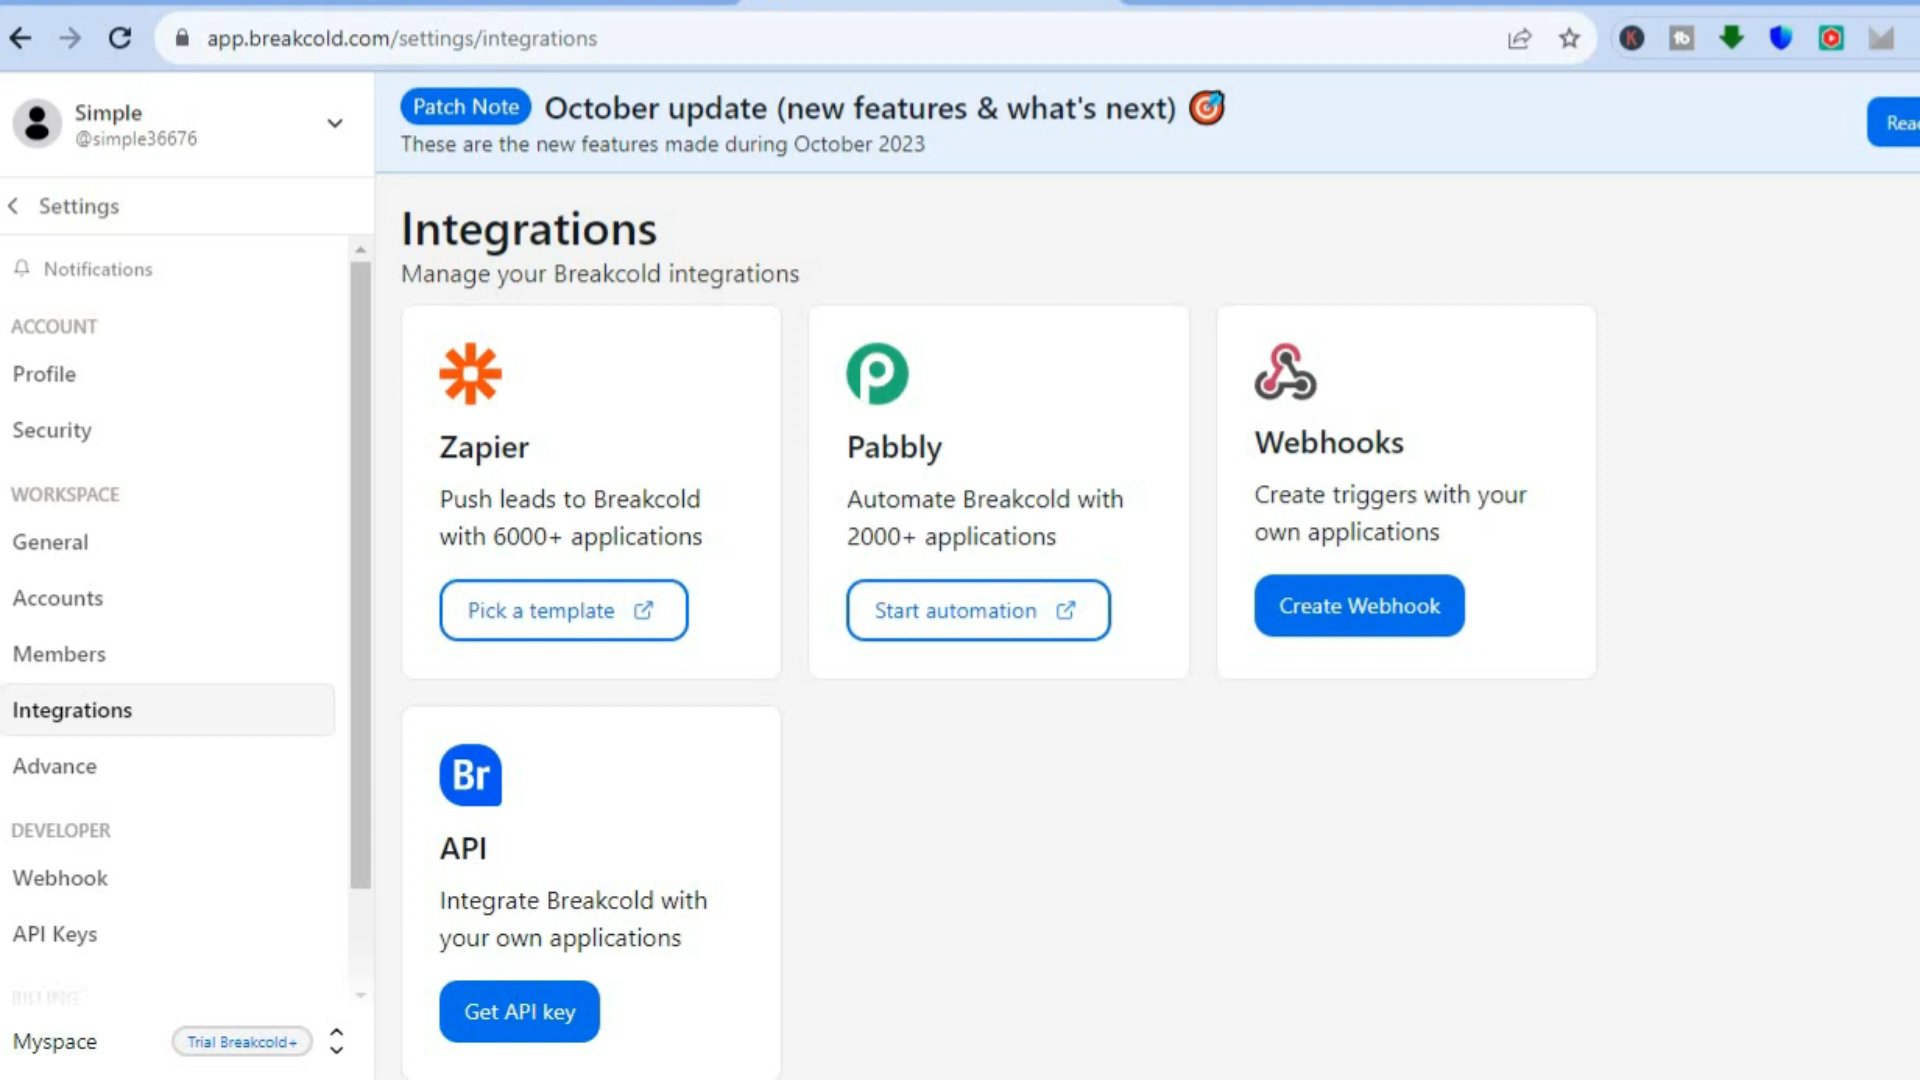 app.breakcold.com/settings/integrations
Simple
@simple36676
Patch Note October update (new features & what's next)
These are the new features made during October 2023
Settings
Notifications
ACCOUNT
Profile
Security
WORKSPACE
General
Accounts
Members
Integrations
Advance
DEVELOPER
Webhook
API Keys
BILLING
Myspace
Trial Breakcold+
Integrations
Manage your Breakcold integrations
Zapier
Push leads to Breakcold
with 6000+ applications
Pick a template
Pabbly
Automate Breakcold with
2000+ applications
Start automation
Webhooks
Create triggers with your
own applications
Create Webhook
Br
API
Integrate Breakcold with
your own applications
Get API key